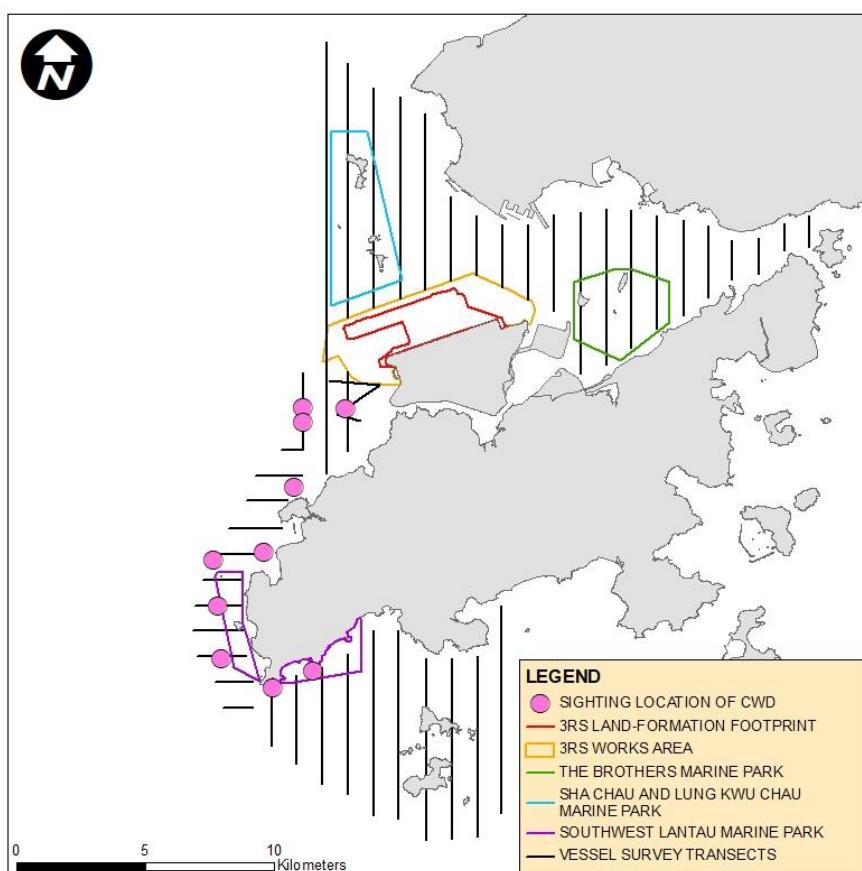 N
LEGEND
SIGHTING LOCATION OF CWD
3RS LAND-FORMATION FOOTPRINT
3RS WORKS AREA
THE BROTHERS MARINE PARK
SHA CHAU AND LUNG KWU CHAU
MARINE PARK
SOUTHWEST LANTAU MARINE PARK
VESSEL SURVEY TRANSECTS
0 5 10
Kilometers